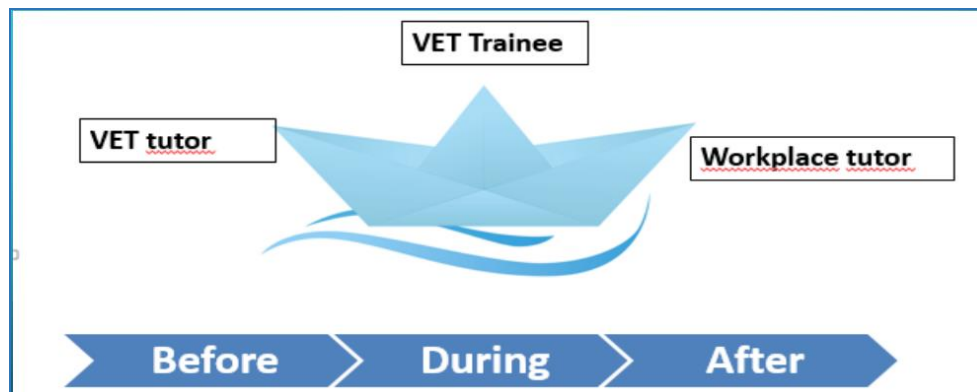 VET Trainee
VET tutor
Workplace tutor
Before
During
After